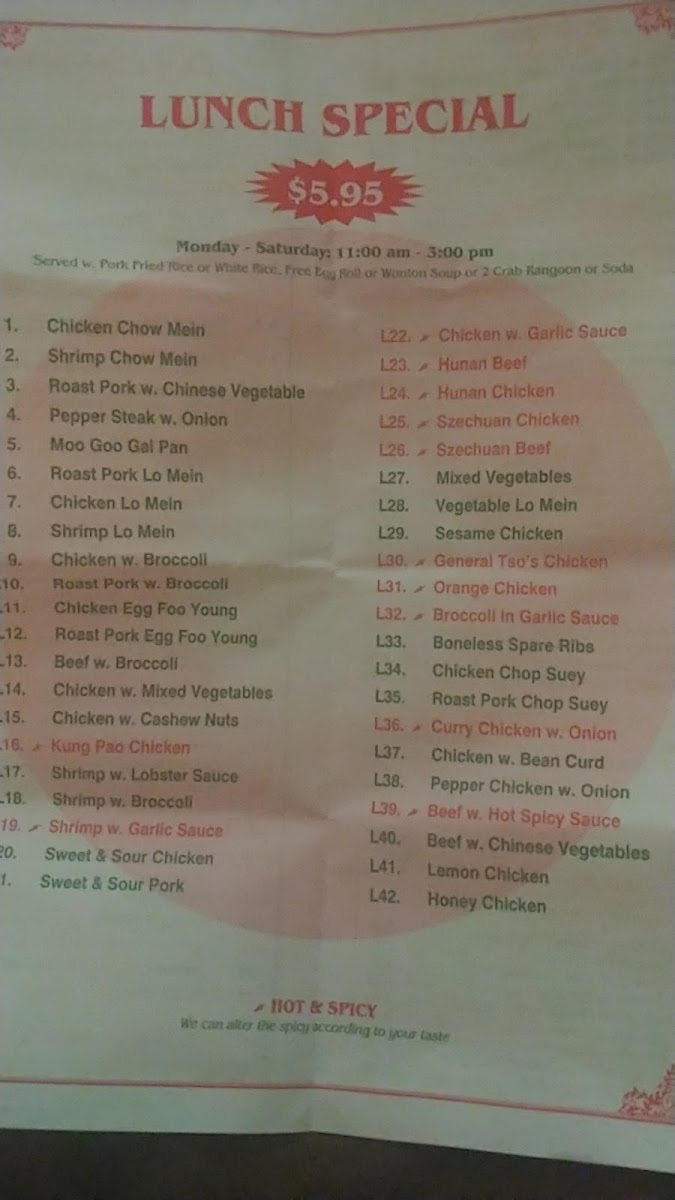 LUNCH SPECIAL
$5.95
Monday - Saturday: 11:00 am - 3:00 pm
Served w. Pork Fried Rice or White Rice, Free Egg Roll or Wonton Soup or 2 Crab Rangoon or Soda
1. Chicken Chow Mein
2. Shrimp Chow Mein
3. Roast Pork w. Chinese Vegetable
4. Pepper Steak w. Onion
5. Moo Goo Gai Pan
6. Roast Pork Lo Mein
7. Chicken Lo Mein
8. Shrimp Lo Mein
9. Chicken w. Broccoli
10. Roast Pork w. Broccoli
.11. Chicken Egg Foo Young
.12. Roast Pork Egg Foo Young
.13. Beef w. Broccoli
.14. Chicken w. Mixed Vegetables
.15. Chicken w. Cashew Nuts
.16. Kung Pao Chicken
.17. Shrimp w. Lobster Sauce
.18. Shrimp w. Broccoli
19. Shrimp w. Garlic Sauce
20. Sweet & Sour Chicken
1. Sweet & Sour Pork
L22. Chicken w. Garlic Sauce
L23. Hunan Beef
L24. Hunan Chicken
L25. Szechuan Chicken
L26. Szechuan Beef
L27. Mixed Vegetables
L28. Vegetable Lo Mein
L29. Sesame Chicken
L30. General Tso's Chicken
L31. Orange Chicken
L32. Broccoli in Garlic Sauce
L33. Boneless Spare Ribs
L34. Chicken Chop Suey
L35. Roast Pork Chop Suey
L36. Curry Chicken w. Onion
L37. Chicken w. Bean Curd
L38. Pepper Chicken w. Onion
L39. Beef w. Hot Spicy Sauce
L40. Beef w. Chinese Vegetables
L41. Lemon Chicken
L42. Honey Chicken
HOT & SPICY
We can alter the spicy according to your taste